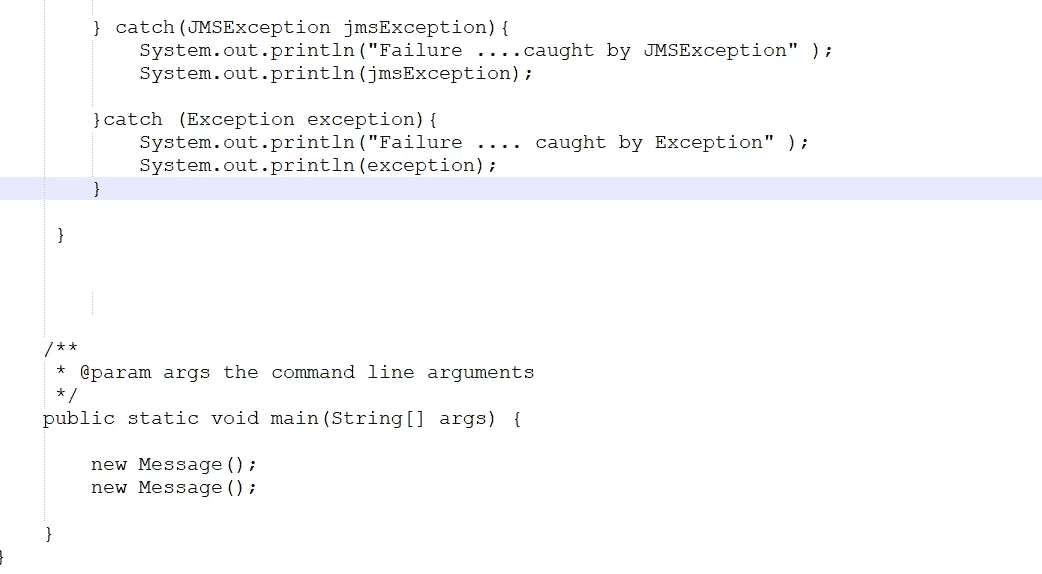 } catch(JMSException jmsException){
System.out.println("Failure ....caught by JMSException" );
System.out.println(jmsException);
}catch (Exception exception){
System.out.println("Failure .... caught by Exception" );
System.out.println(exception);
}
}
/**
* @param args the command line arguments
*/
public static void main(String[] args) {
new Message();
new Message();
}
}